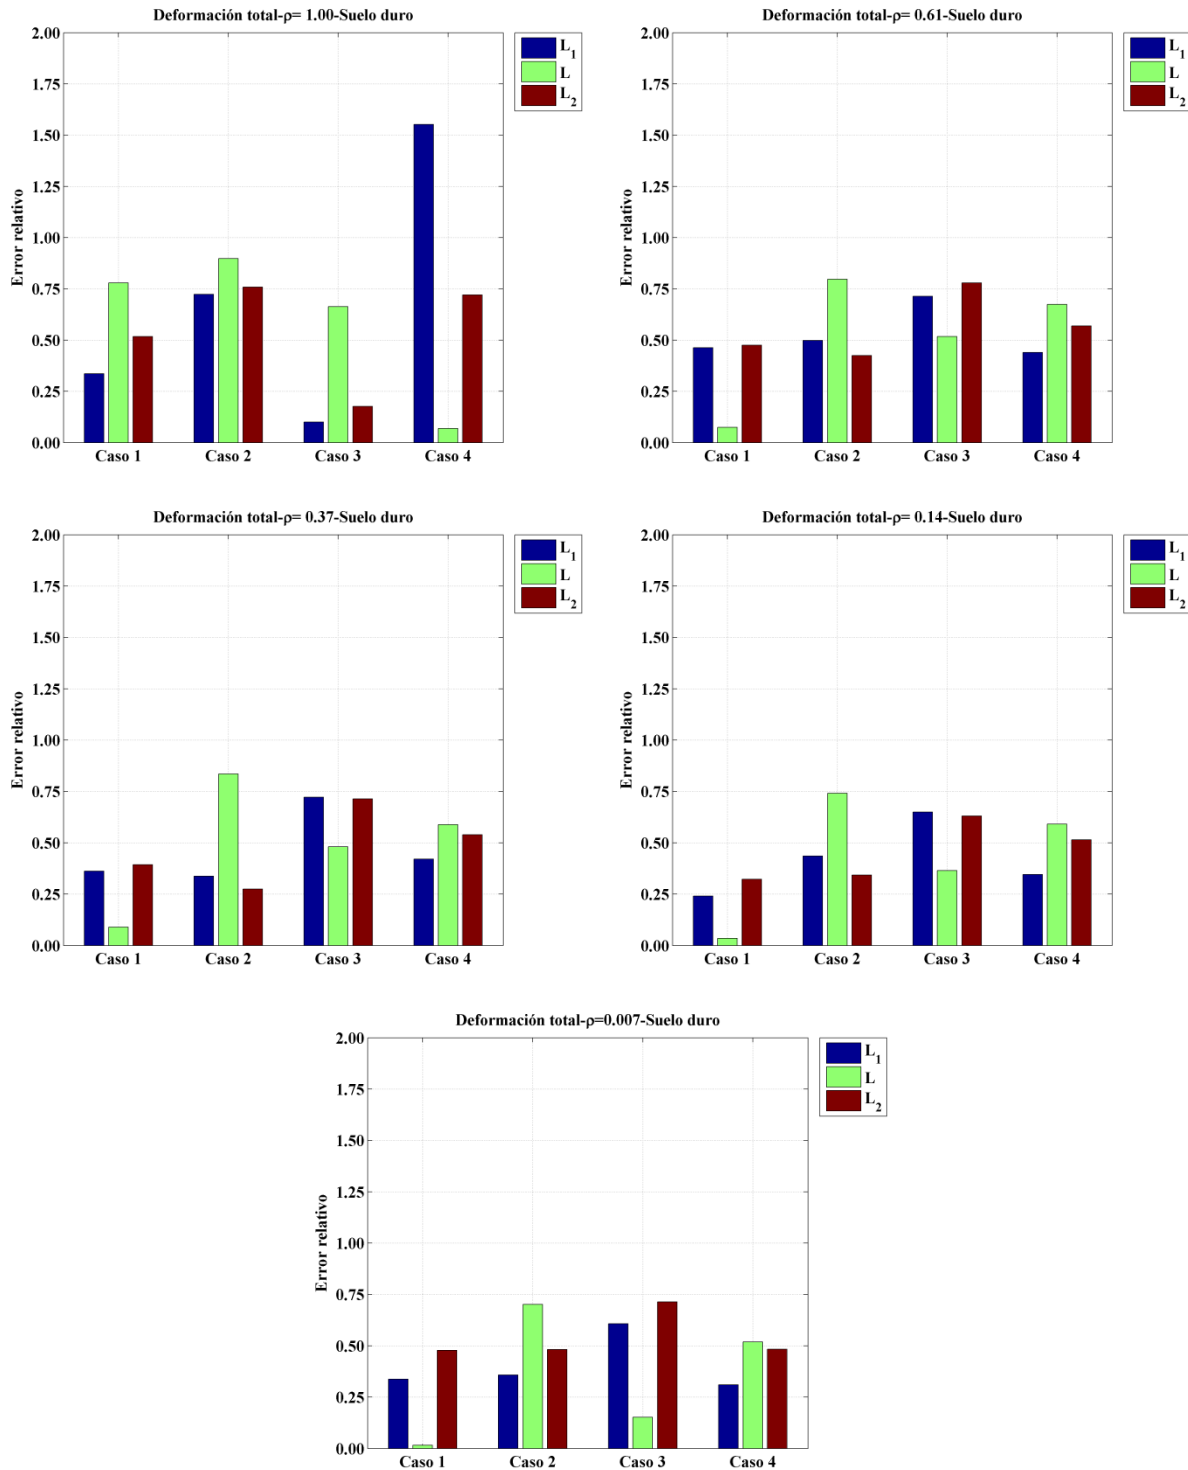 Deformación total-ρ= 1.00-Suelo duro
2.00
1.75
1.50
1.25
1.00
0.75
0.50
0.25
0.00
Error relativo
Caso 1 Caso 2 Caso 3 Caso 4
L1
L
L2
Deformación total-ρ= 0.61-Suelo duro
2.00
1.75
1.50
1.25
1.00
0.75
0.50
0.25
0.00
Error relativo
Caso 1 Caso 2 Caso 3 Caso 4
L1
L
L2
Deformación total-ρ= 0.37-Suelo duro
2.00
1.75
1.50
1.25
1.00
0.75
0.50
0.25
0.00
Error relativo
Caso 1 Caso 2 Caso 3 Caso 4
L1
L
L2
Deformación total-ρ= 0.14-Suelo duro
2.00
1.75
1.50
1.25
1.00
0.75
0.50
0.25
0.00
Error relativo
Caso 1 Caso 2 Caso 3 Caso 4
L1
L
L2
Deformación total-ρ=0.007-Suelo duro
2.00
1.75
1.50
1.25
1.00
0.75
0.50
0.25
0.00
Error relativo
Caso 1 Caso 2 Caso 3 Caso 4
L1
L
L2